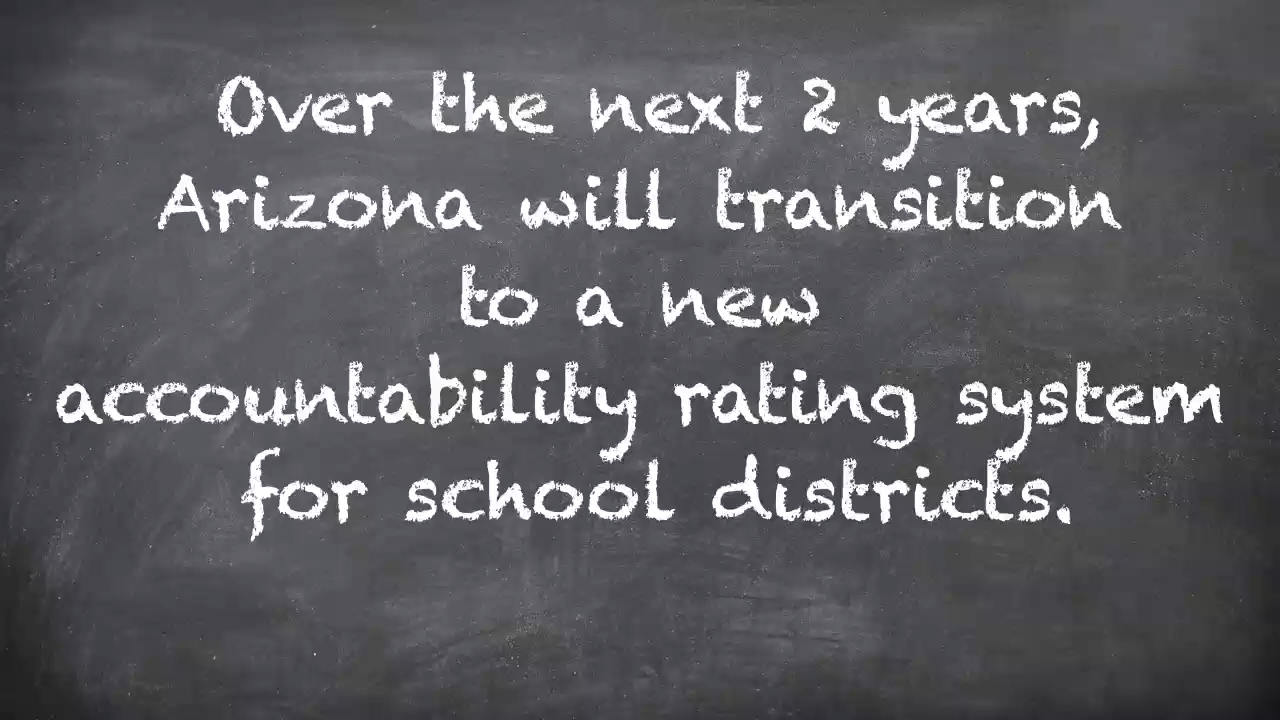 Over the next 2 years,
Arizona will transition
to a new
accountability rating system
for school districts.